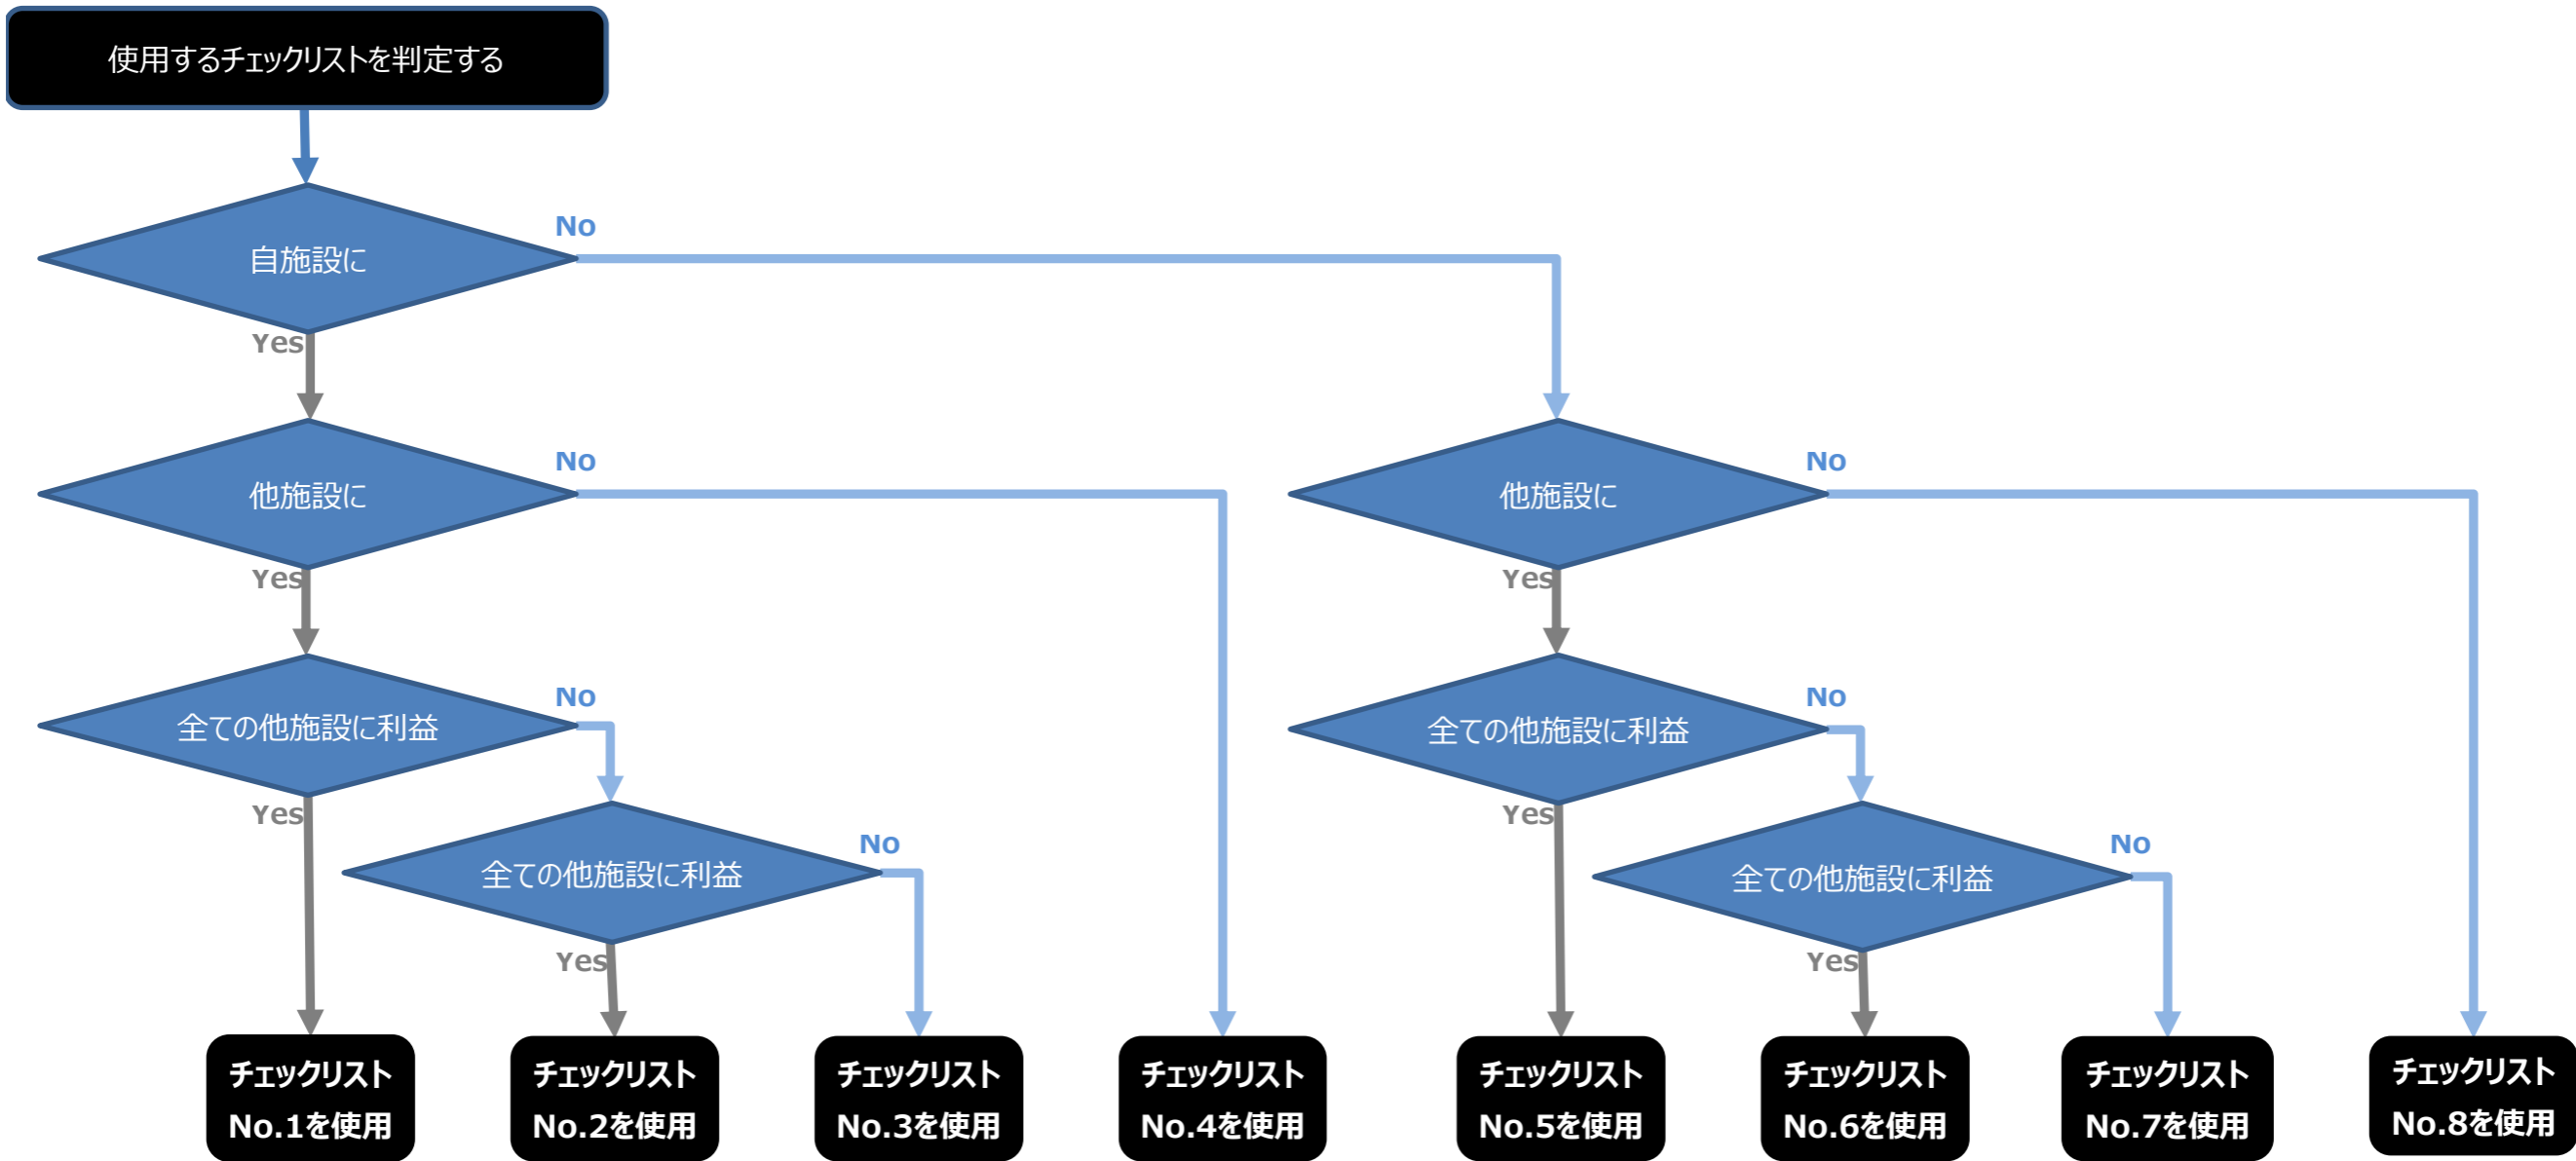 使用するチェックリストを判定する
自施設に
No
Yes
他施設に
No
Yes
他施設に
No
Yes
全ての他施設に利益
No
Yes
全ての他施設に利益
No
Yes
全ての他施設に利益
No
Yes
全ての他施設に利益
No
Yes
チェックリスト
No.1を使用
チェックリスト
No.2を使用
チェックリスト
No.3を使用
チェックリスト
No.4を使用
チェックリスト
No.5を使用
チェックリスト
No.6を使用
チェックリスト
No.7を使用
チェックリスト
No.8を使用